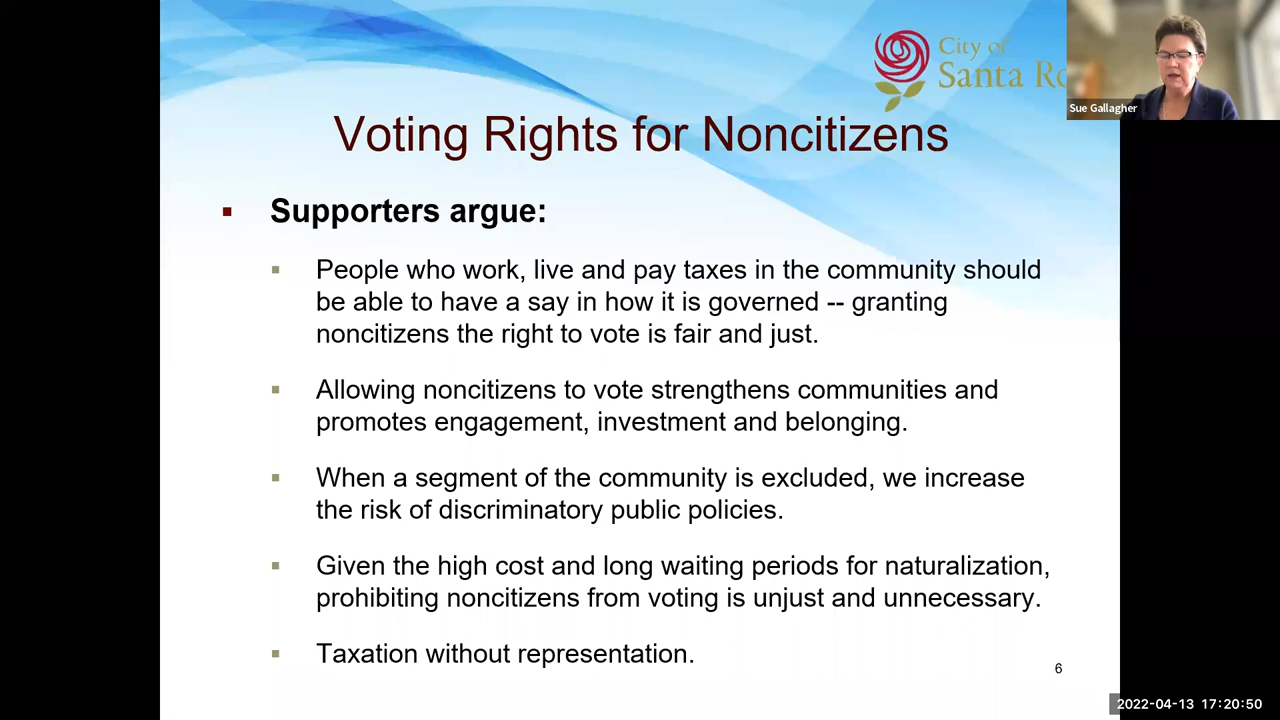 City of
Santa Ro
Sue Gallagher
Voting Rights for Noncitizens
Supporters argue:
People who work, live and pay taxes in the community should
be able to have a say in how it is governed -- granting
noncitizens the right to vote is fair and just.
Allowing noncitizens to vote strengthens communities and
promotes engagement, investment and belonging.
When a segment of the community is excluded, we increase
the risk of discriminatory public policies.
Given the high cost and long waiting periods for naturalization,
prohibiting noncitizens from voting is unjust and unnecessary.
Taxation without representation.
6
2022-04-13 17:20:50